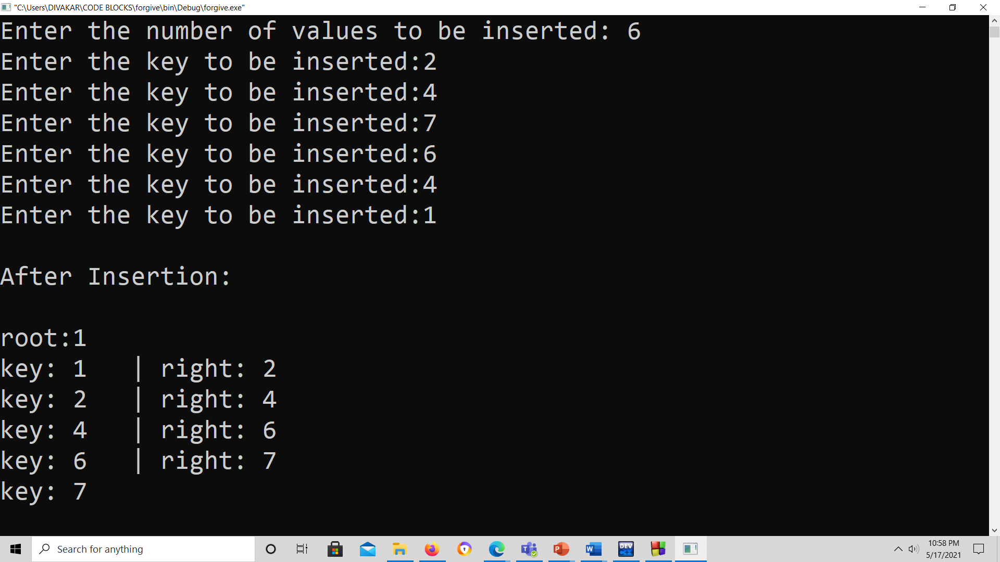 "C:\Users\DIVAKAR\CODE BLOCKS\forgive\bin\Debug\forgive.exe"
Enter the number of values to be inserted: 6
Enter the key to be inserted:2
Enter the key to be inserted:4
Enter the key to be inserted:7
Enter the key to be inserted:6
Enter the key to be inserted:4
Enter the key to be inserted:1
After Insertion:
root:1
key: 1 | right: 2
key: 2 | right: 4
key: 4 | right: 6
key: 6 | right: 7
key: 7
Search for anything
DEV
C++
10:58 PM
5/17/2021